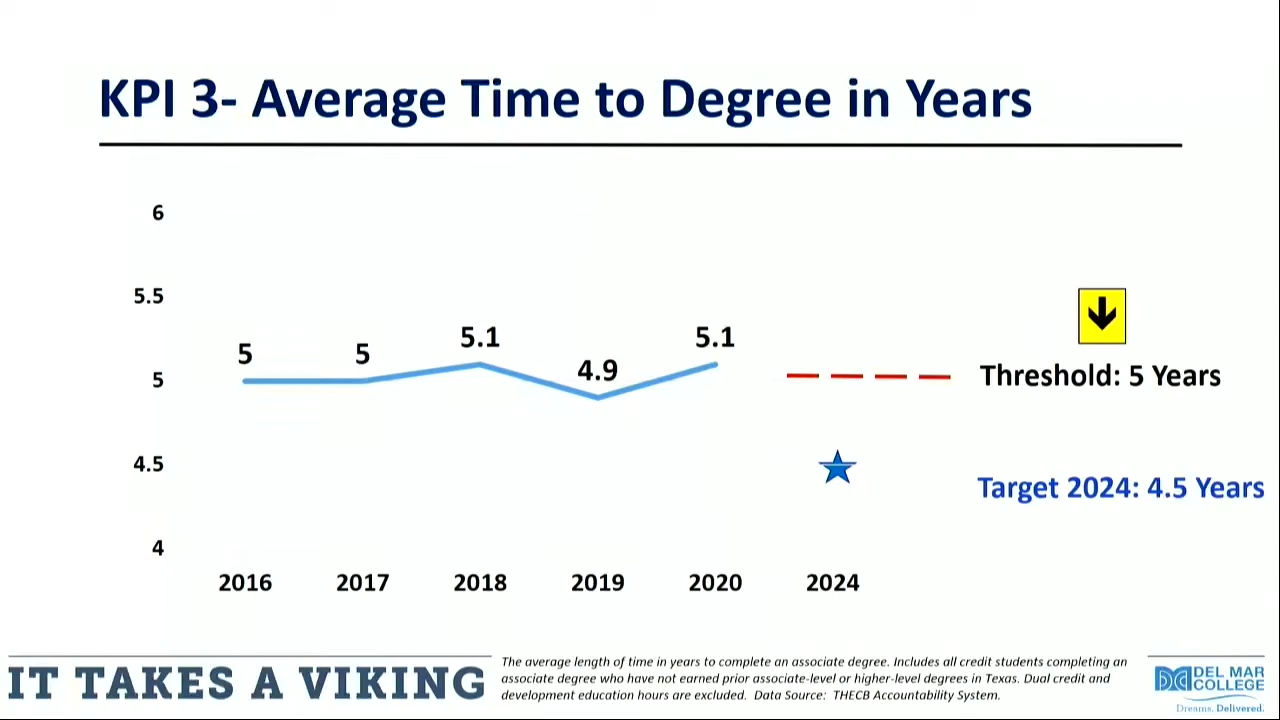 KPI 3- Average Time to Degree in Years
6
5.5
5
4.5
4
5
5
5.1
4.9
5.1
Threshold: 5 Years
Target 2024: 4.5 Years
2016
2017
2018
2019
2020
2024
IT TAKES A VIKING
The average length of time in years to complete an associate degree. Includes all credit students completing an
associate degree who have not earned prior associate-level or higher-level degrees in Texas. Dual credit and
development education hours are excluded. Data Source: THECB Accountability System.
DEL MAR
COLLEGE
Dreams. Delivered.